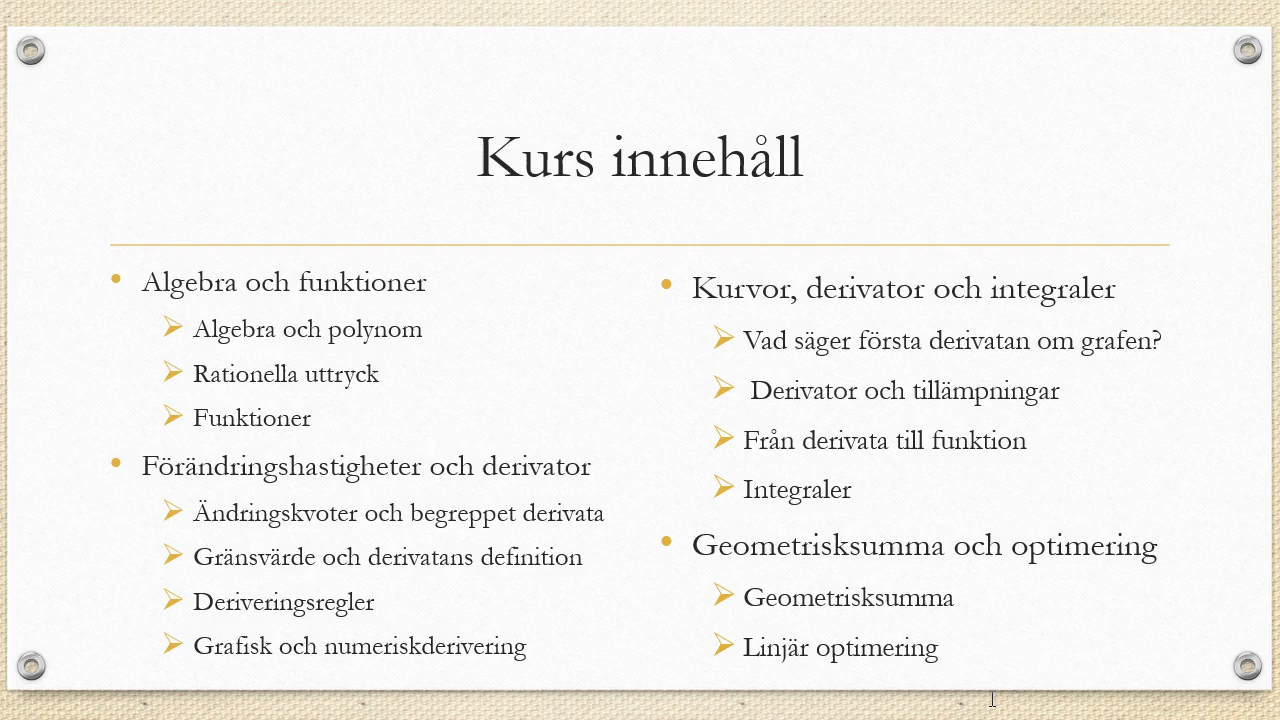 Kurs innehåll
Algebra och funktioner
Algebra och polynom
Rationella uttryck
Funktioner
Förändringshastigheter och derivator
Ändringskvoter och begreppet derivata
Gränsvärde och derivatans definition
Deriveringsregler
Grafisk och numeriskderivering
Kurvor, derivator och integraler
Vad säger första derivatan om grafen?
Derivator och tillämpningar
Från derivata till funktion
Integraler
Geometrisksumma och optimering
Geometrisksumma
Linjär optimering